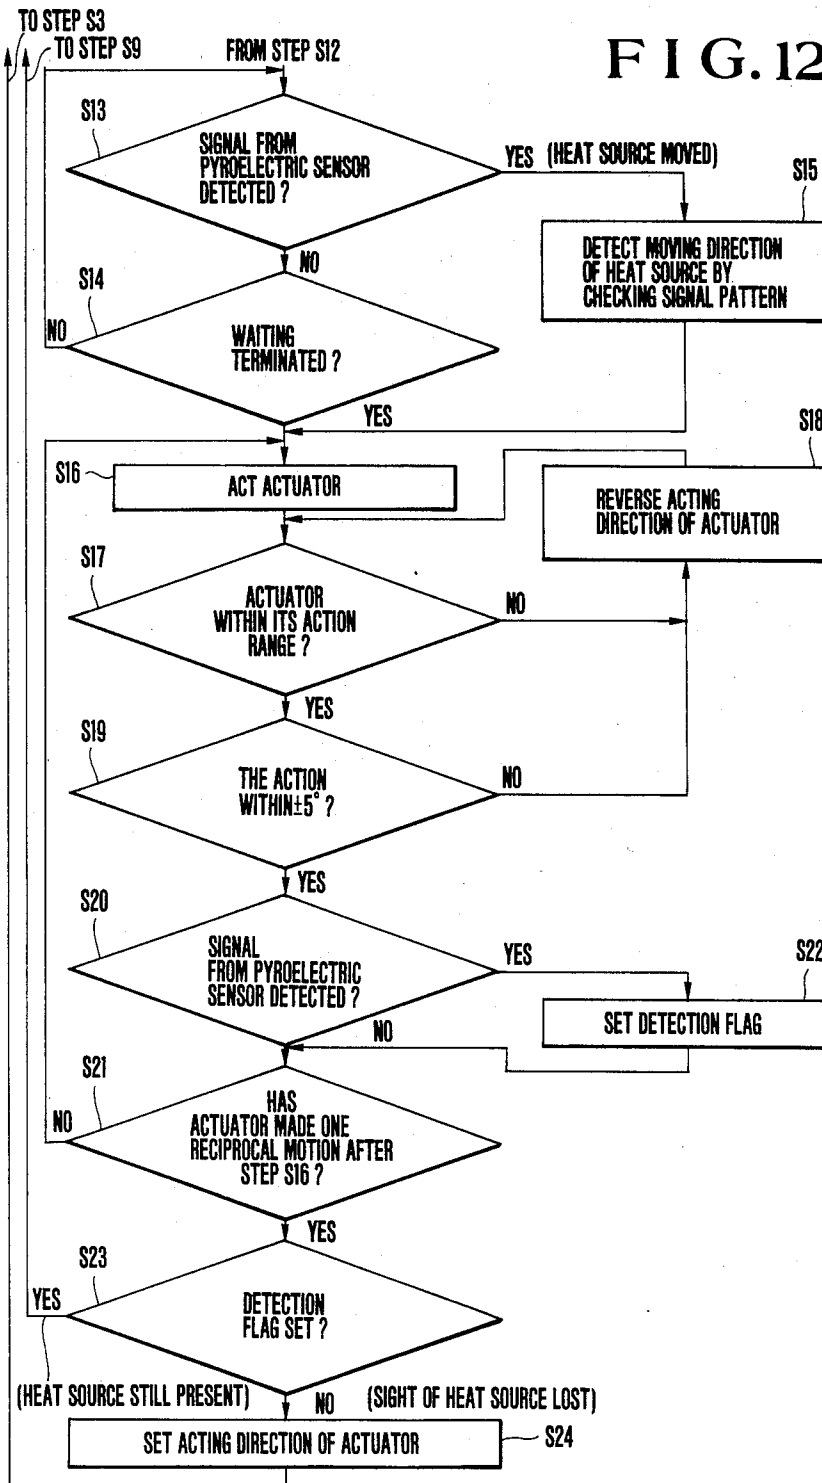 TO STEP S3
TO STEP S9
FROM STEP S12
FIG.12
S13
SIGNAL FROM
PYROELECTRIC SENSOR
DETECTED ?
YES (HEAT SOURCE MOVED)
S15
DETECT MOVING DIRECTION
OF HEAT SOURCE BY
CHECKING SIGNAL PATTERN
NO
S14
NO
WAITING
TERMINATED ?
YES
S18
S16
ACT ACTUATOR
REVERSE ACTING
DIRECTION OF ACTUATOR
S17
ACTUATOR
WITHIN ITS ACTION
RANGE ?
NO
YES
S19
THE ACTION
WITHIN±5° ?
NO
YES
S20
SIGNAL
FROM PYROELECTRIC
SENSOR DETECTED ?
YES
S22
SET DETECTION FLAG
NO
S21
NO
HAS
ACTUATOR MADE ONE
RECIPROCAL MOTION AFTER
STEP S16 ?
YES
S23
YES
DETECTION
FLAG SET ?
(HEAT SOURCE STILL PRESENT)
NO (SIGHT OF HEAT SOURCE LOST)
SET ACTING DIRECTION OF ACTUATOR
S24